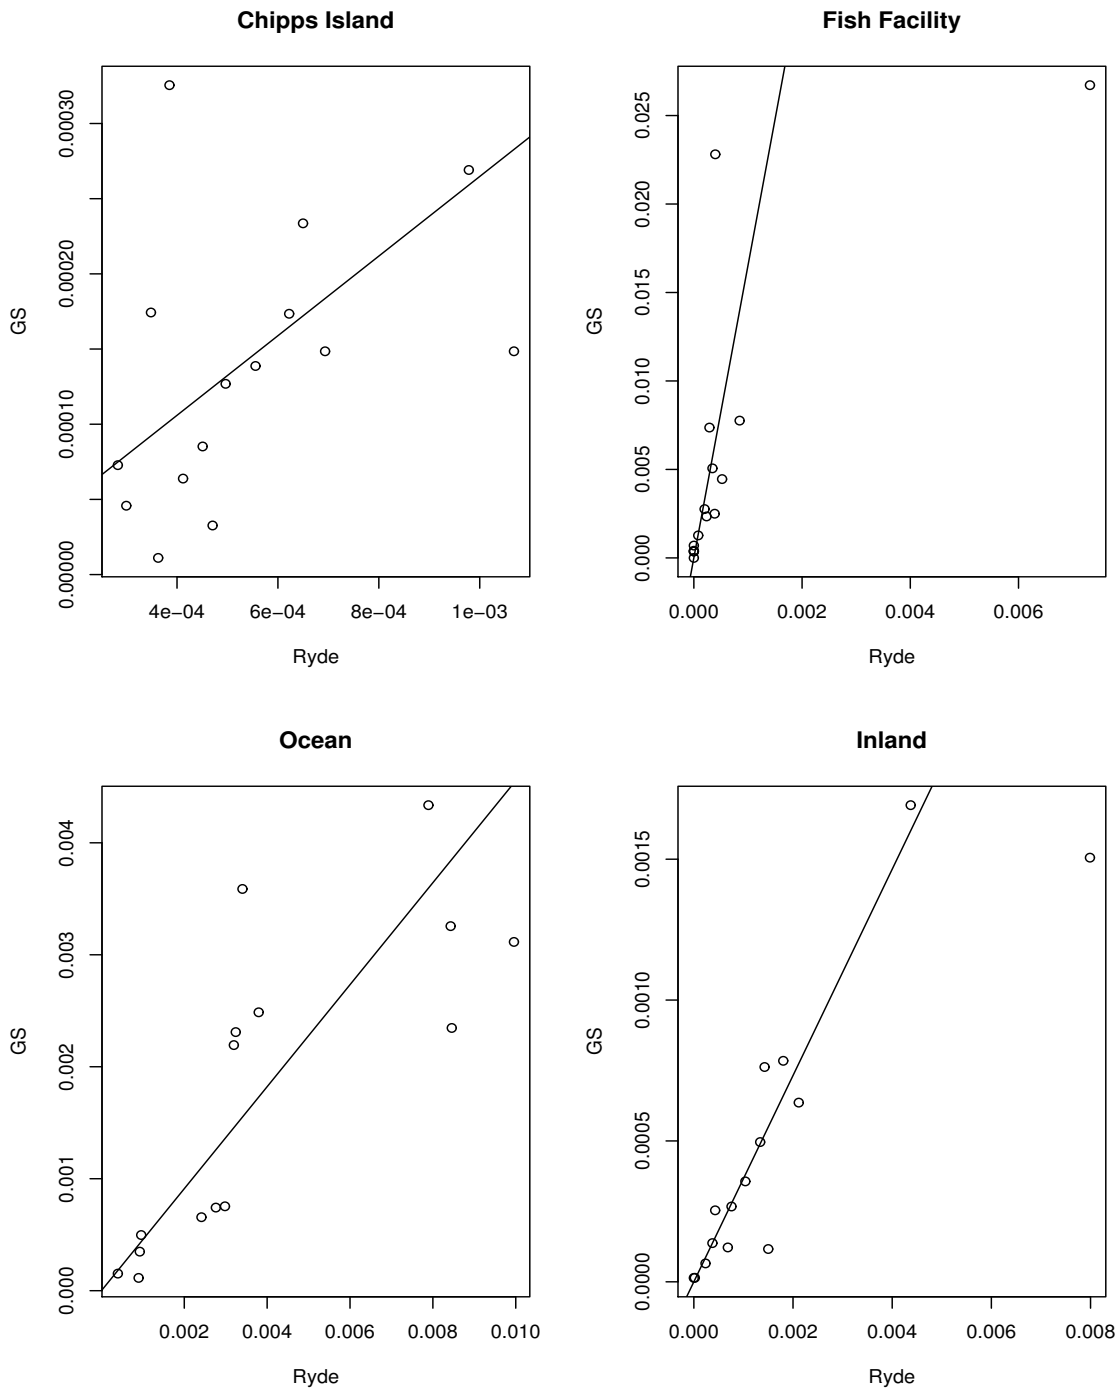 Chipps Island
GS
0.00000 0.00010 0.00020 0.00030
4e−04 6e−04 8e−04 1e−03
Ryde
Fish Facility
GS
0.000 0.005 0.010 0.015 0.020 0.025
0.000 0.002 0.004 0.006
Ryde
Ocean
GS
0.000 0.001 0.002 0.003 0.004
0.002 0.004 0.006 0.008 0.010
Ryde
Inland
GS
0.0000 0.0005 0.0010 0.0015
0.000 0.002 0.004 0.006 0.008
Ryde